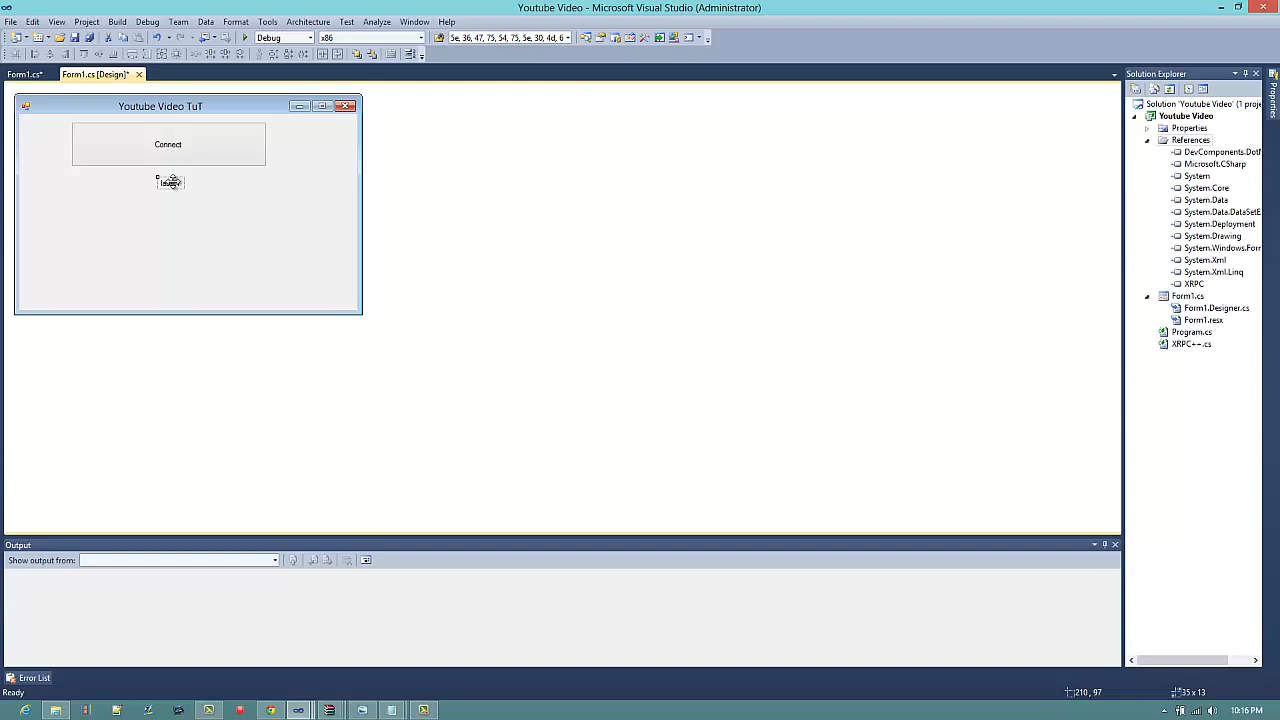 Youtube Video - Microsoft Visual Studio (Administrator)
File Edit View Project Build Debug Team Data Format Tools Architecture Test Analyze Window Help
Debug x86 5e, 36, 47, 75, 54, 75, 5e, 30, 4d, 6
Form1.cs* Form1.cs [Design]*
Solution Explorer
Properties
Youtube Video TuT
Connect
Solution 'Youtube Video' (1 proje
Youtube Video
Properties
References
DevComponents.DotN
Microsoft.CSharp
System
System.Core
System.Data
System.Data.DataSetE
System.Deployment
System.Drawing
System.Windows.Form
System.Xml
System.Xml.Linq
XRPC
Form1.cs
Form1.Designer.cs
Form1.resx
Program.cs
XRPC++.cs
Output
Show output from:
Error List
Ready
210 , 97
35 x 13
10:16 PM